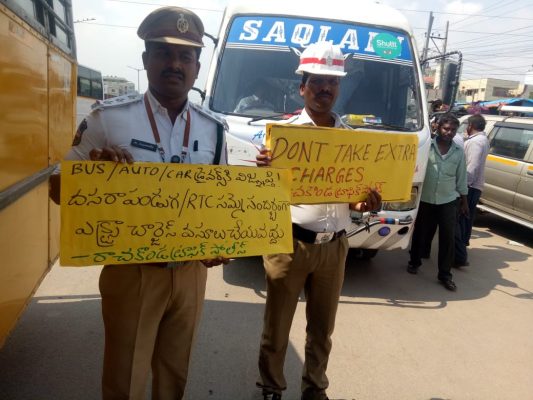 SAQLAIN
Shuttl
BUS/AUTO/CAR డ్రైవర్స్‌కి విజ్ఞప్తి
దసరా పండుగ/RTC సమ్మె సందర్భంగా
ఎక్స్ట్రా చార్జెస్ వసూలు చేయవద్దు
- రాచకొండ ట్రాఫిక్ పోలీస్
DONT TAKE EXTRA
CHARGES
రాచకొండ ట్రాఫిక్ పోలీస్